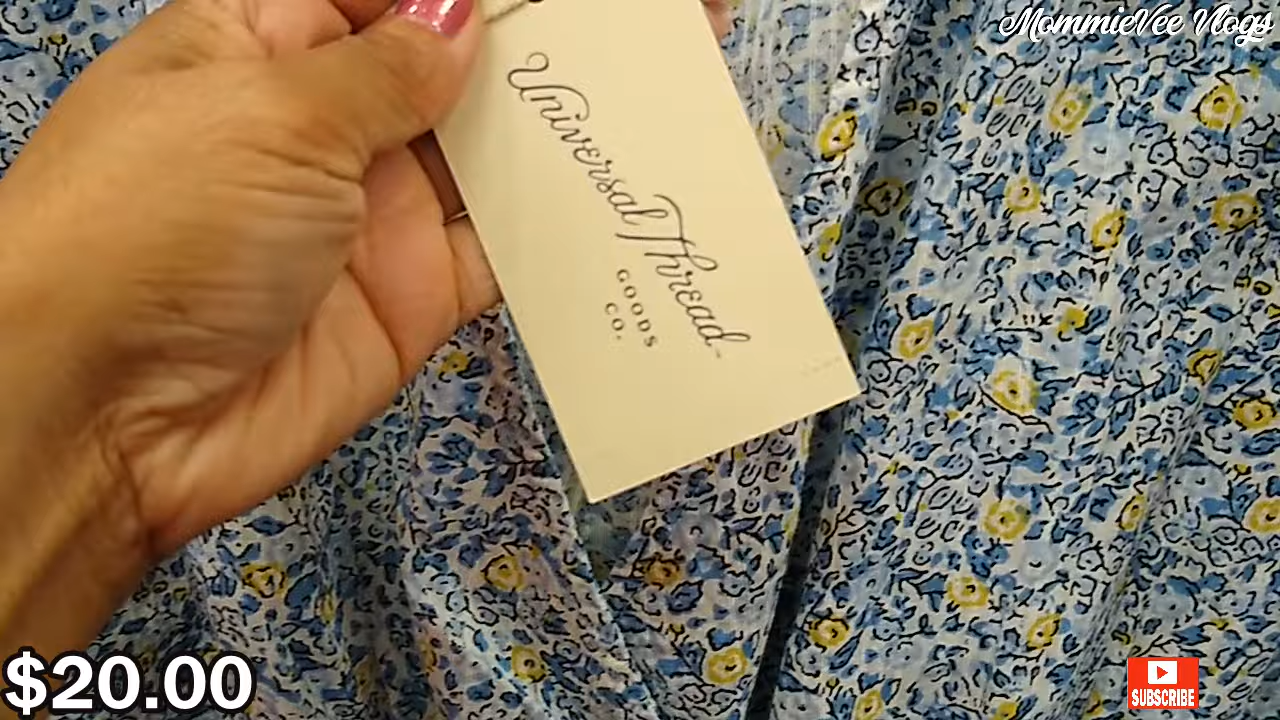 MommieVee Vlogs
Universal Thread
GOODS
CO.
$20.00
SUBSCRIBE